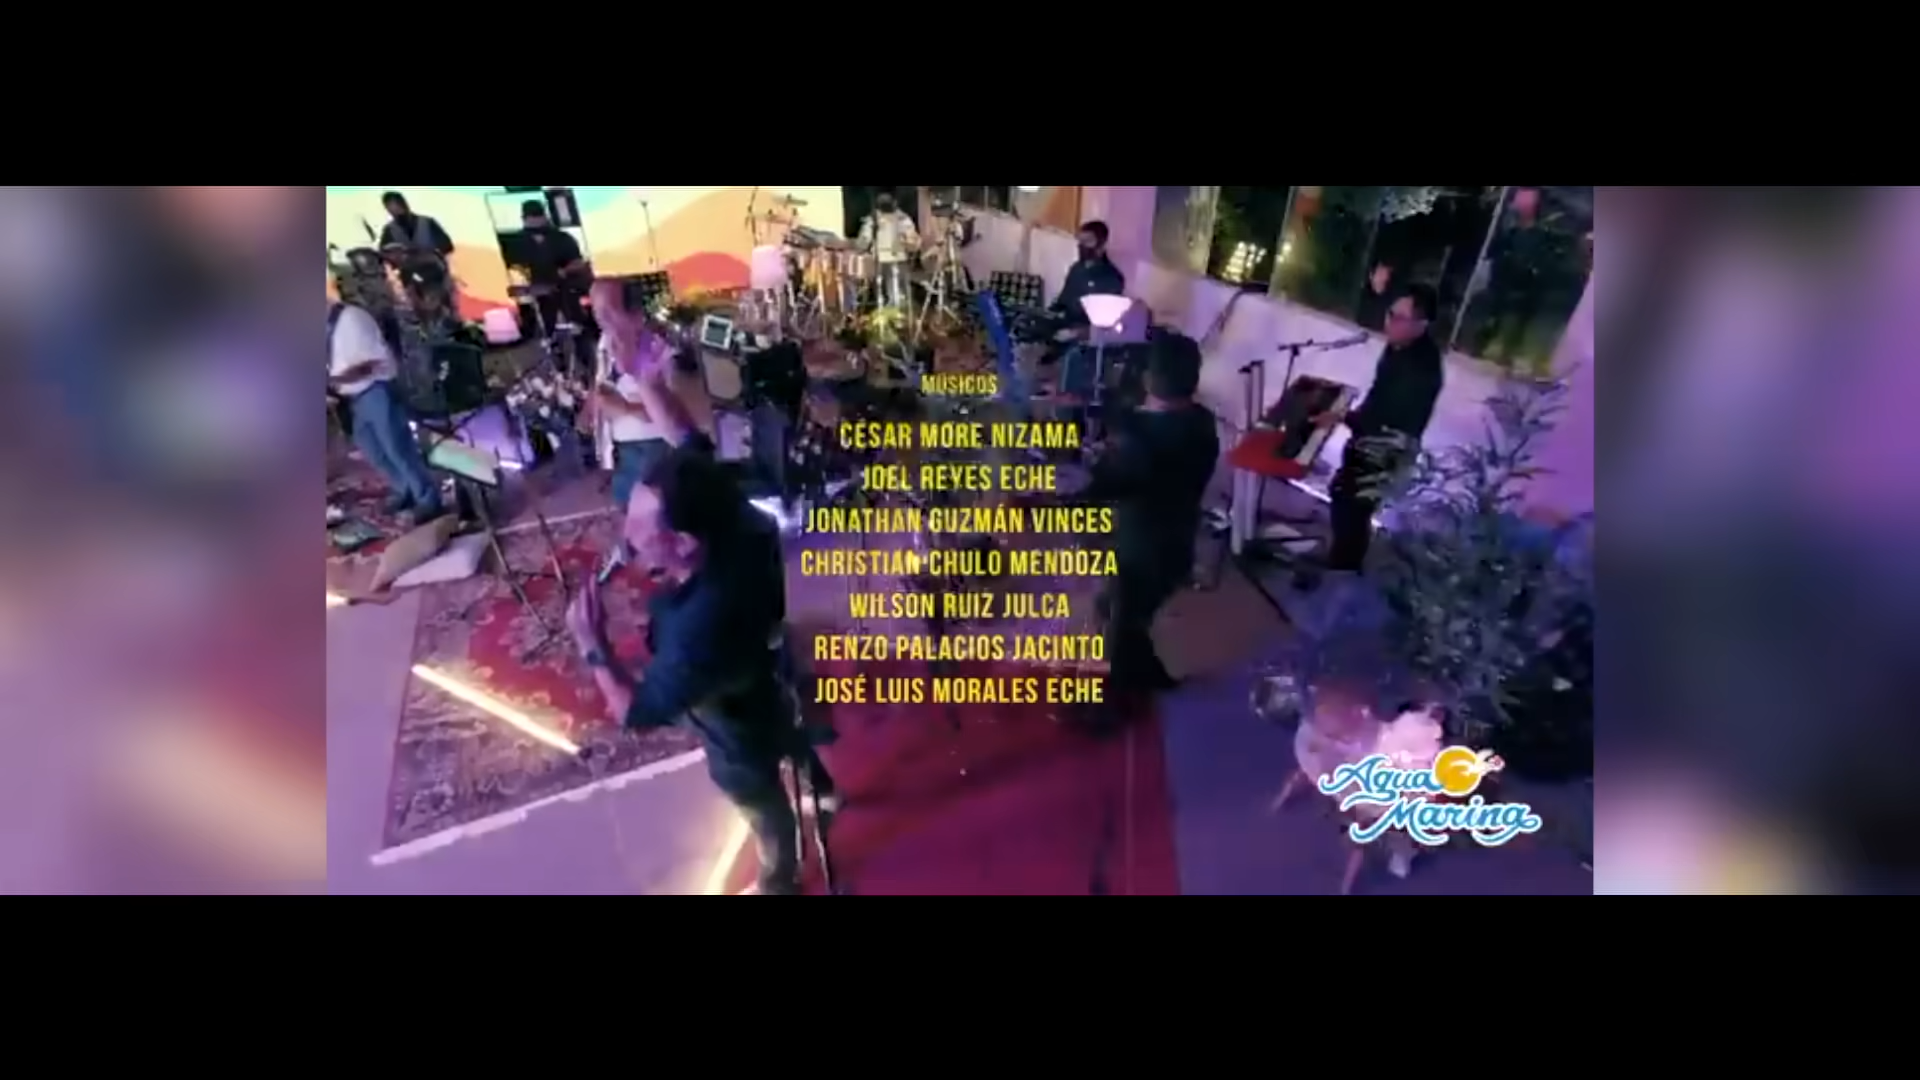 MÚSICOS
CÉSAR MORE NIZAMA
JOEL REYES ECHE
JONATHAN GUZMÁN VINCES
CHRISTIAN CHULO MENDOZA
WILSON RUIZ JULCA
RENZO PALACIOS JACINTO
JOSÉ LUIS MORALES ECHE
Agua
Marina